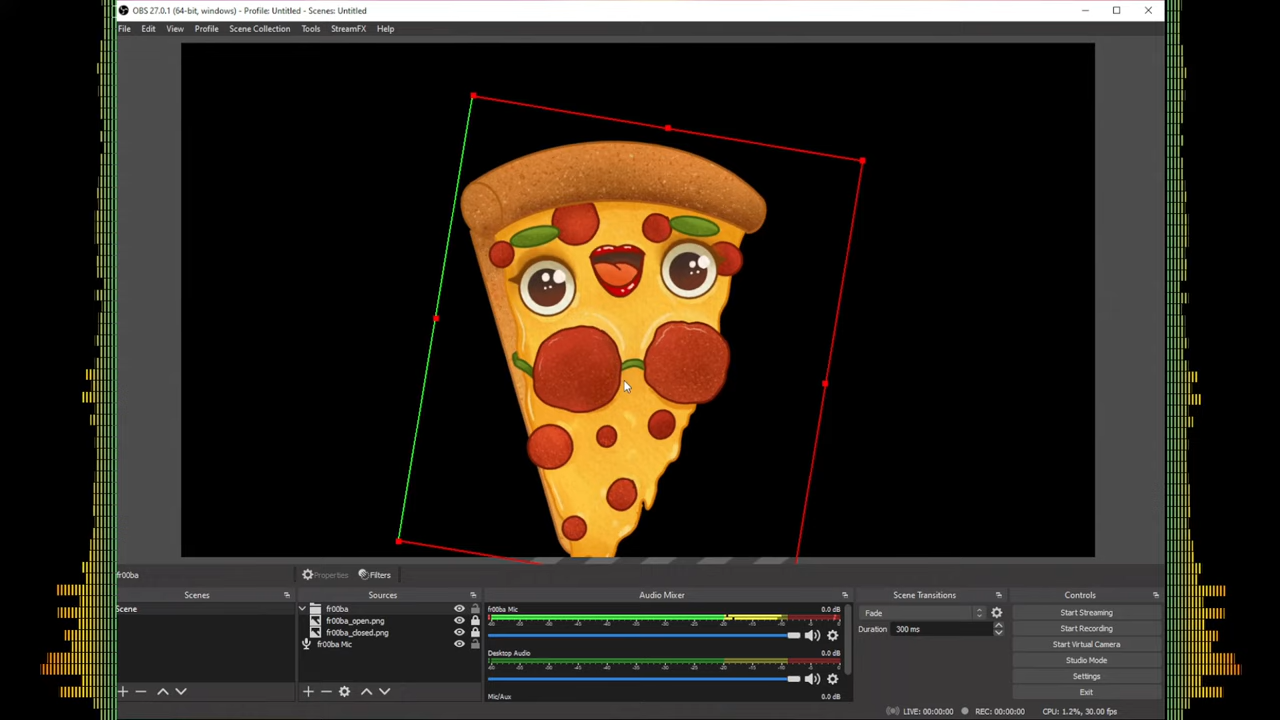 OBS 27.0.1 (64-bit, windows) - Profile: Untitled - Scenes: Untitled
File Edit View Profile Scene Collection Tools StreamFX Help
fr00ba Properties Filters
Scenes Sources Audio Mixer Scene Transitions Controls
Scene
fr00ba
fr00ba_open.png
fr00ba_closed.png
fr00ba Mic
fr00ba Mic 0.0 dB
Desktop Audio 0.0 dB
Mic/Aux 0.0 dB
Fade
Duration 300 ms
Start Streaming
Start Recording
Start Virtual Camera
Studio Mode
Settings
Exit
LIVE: 00:00:00 REC: 00:00:00 CPU: 1.2%, 30.00 fps